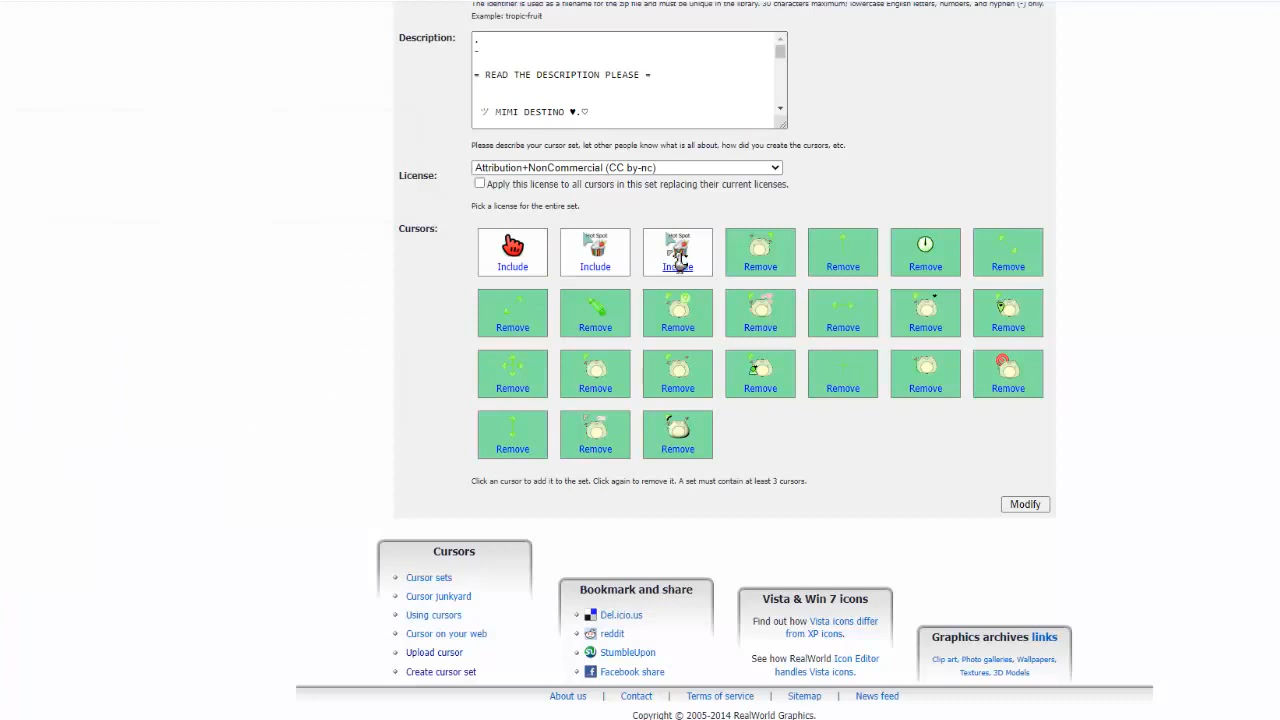 The identifier is used as a filename for the zip file and must be unique in the library. 30 characters maximum; lowercase English letters, numbers, and hyphen (-) only.
Example: tropic-fruit
Description:
.
-
= READ THE DESCRIPTION PLEASE =
ツ MIMI DESTINO ♥.♡
Please describe your cursor set, let other people know what is all about, how did you create the cursors, etc.
License:
Attribution+NonCommercial (CC by-nc)
Apply this license to all cursors in this set replacing their current licenses.
Pick a license for the entire set.
Cursors:
Hot Spot Hot Spot
Include Include Include Remove Remove Remove Remove
Remove Remove Remove Remove Remove Remove Remove
Remove Remove Remove Remove Remove Remove Remove
Remove Remove Remove
Click an cursor to add it to the set. Click again to remove it. A set must contain at least 3 cursors.
Modify
Cursors
Cursor sets
Cursor junkyard
Using cursors
Cursor on your web
Upload cursor
Create cursor set
Bookmark and share
Del.icio.us
reddit
StumbleUpon
Facebook share
Vista & Win 7 icons
Find out how Vista icons differ
from XP icons.
See how RealWorld Icon Editor
handles Vista icons.
Graphics archives links
Clip art, Photo galleries, Wallpapers,
Textures, 3D Models
About us | Contact | Terms of service | Sitemap | News feed
Copyright © 2005-2014 RealWorld Graphics.